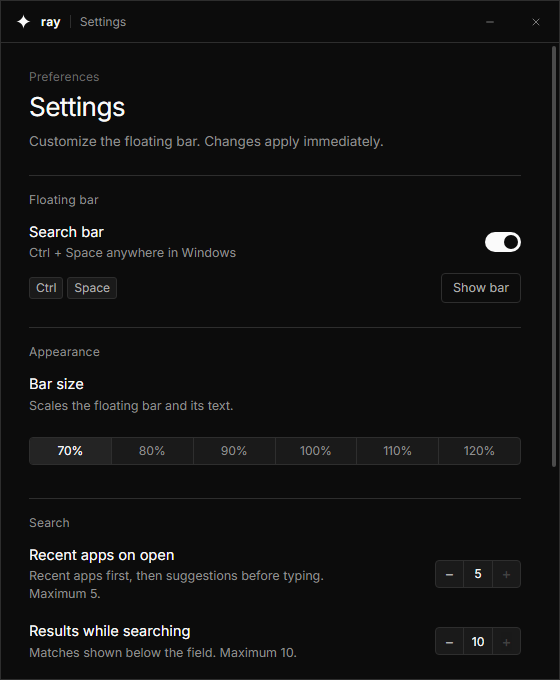 ray Settings
Preferences
Settings
Customize the floating bar. Changes apply immediately.
Floating bar
Search bar
Ctrl + Space anywhere in Windows
Ctrl Space Show bar
Appearance
Bar size
Scales the floating bar and its text.
70% 80% 90% 100% 110% 120%
Search
Recent apps on open
Recent apps first, then suggestions before typing.
Maximum 5.
− 5 +
Results while searching
Matches shown below the field. Maximum 10.
− 10 +